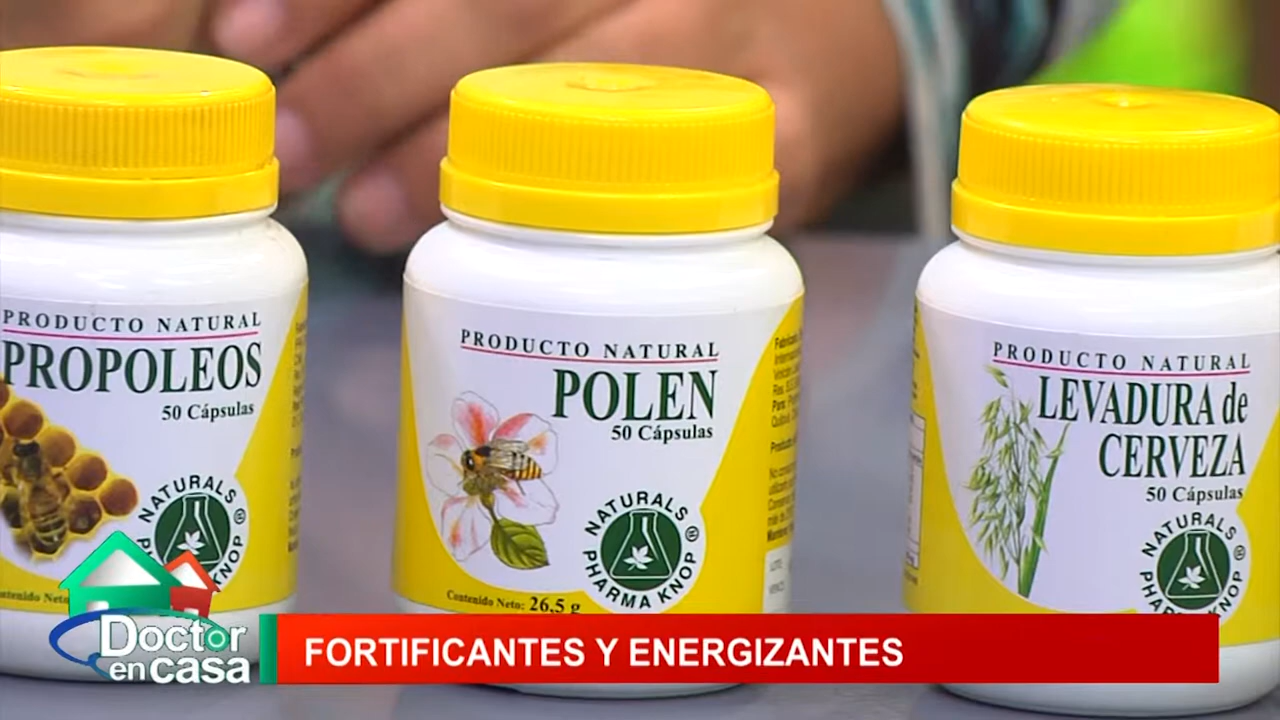 PRODUCTO NATURAL
PROPOLEOS
50 Cápsulas
NATURALS
KNOP ®
PRODUCTO NATURAL
POLEN
50 Cápsulas
NATURALS
PHARMA KNOP ®
Contenido Neto: 26,5 g
PRODUCTO NATURAL
LEVADURA de
CERVEZA
50 Cápsulas
NATURALS
PHARMA KNOP ®
Doctor
en casa
FORTIFICANTES Y ENERGIZANTES